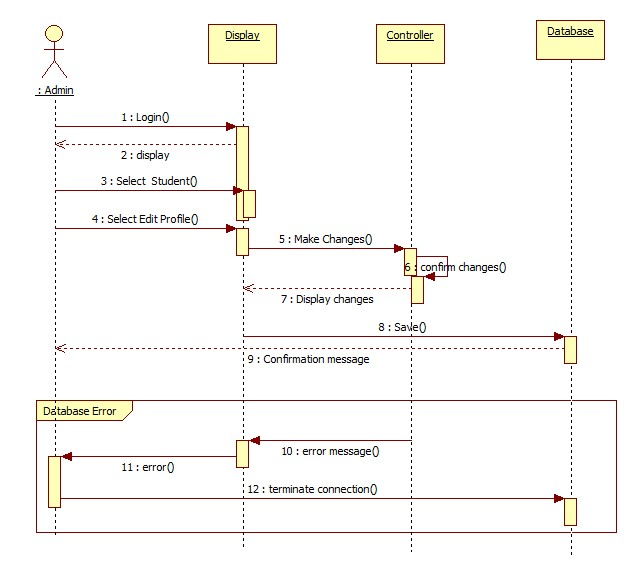 Display
Controller
Database
: Admin
1 : Login()
2 : display
3 : Select  Student()
4 : Select Edit Profile()
5 : Make Changes()
6 : confirm changes()
7 : Display changes
8 : Save()
9 : Confirmation message
Database Error
10 : error message()
11 : error()
12 : terminate connection()